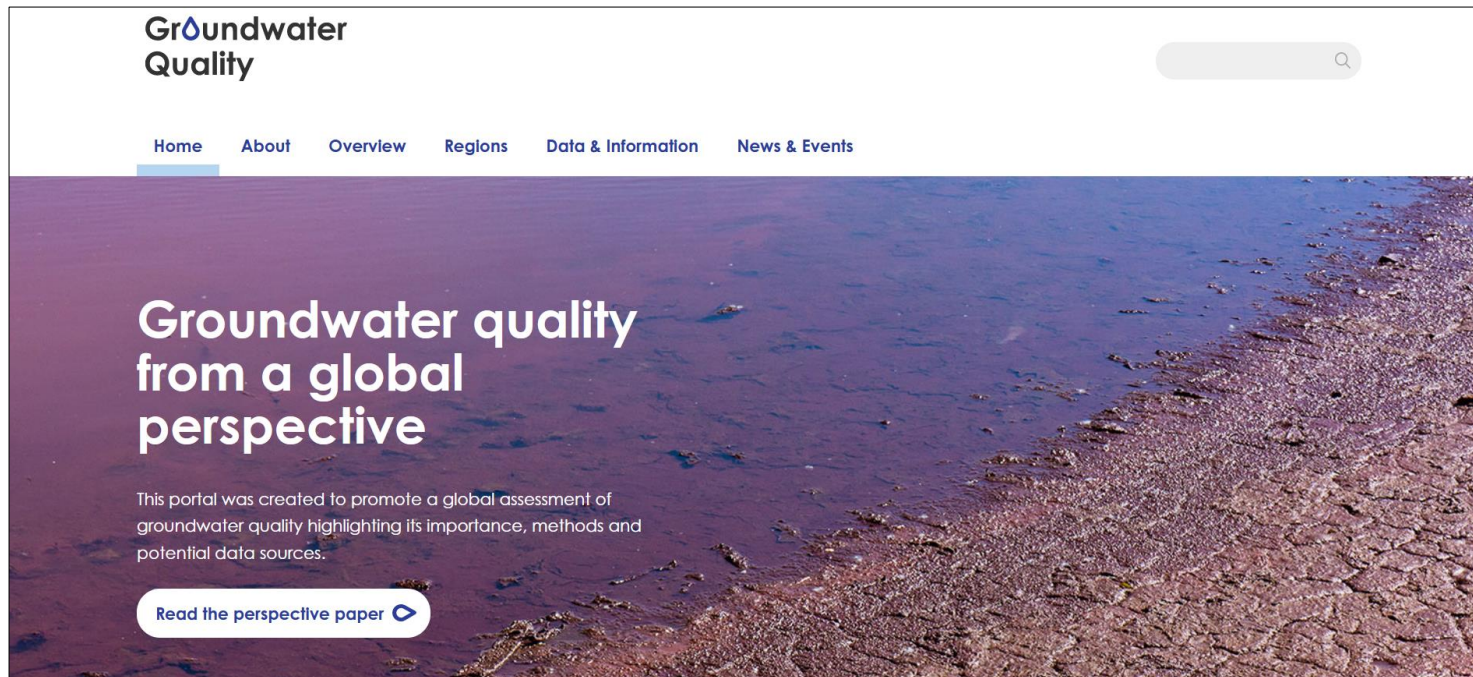 Groundwater
Quality
Home About Overview Regions Data & Information News & Events
Groundwater quality
from a global
perspective
This portal was created to promote a global assessment of
groundwater quality highlighting its importance, methods and
potential data sources.
Read the perspective paper